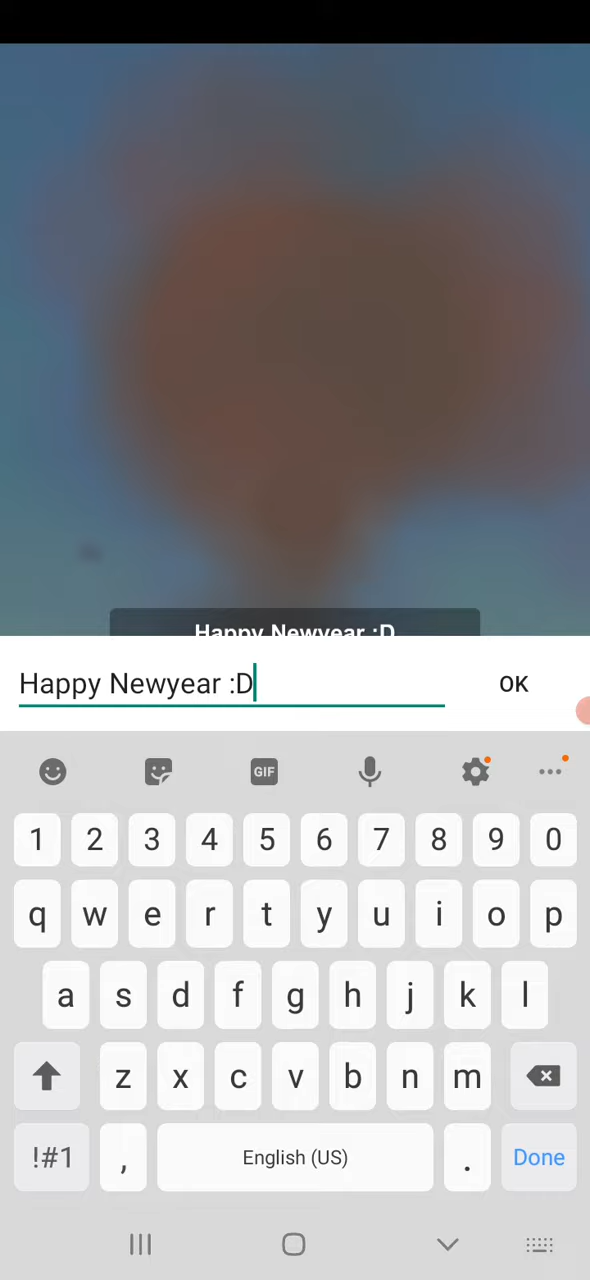 Happy Newyear :D
Happy Newyear :D
OK
GIF
1 2 3 4 5 6 7 8 9 0
q w e r t y u i o p
a s d f g h j k l
z x c v b n m
!#1 , English (US) . Done